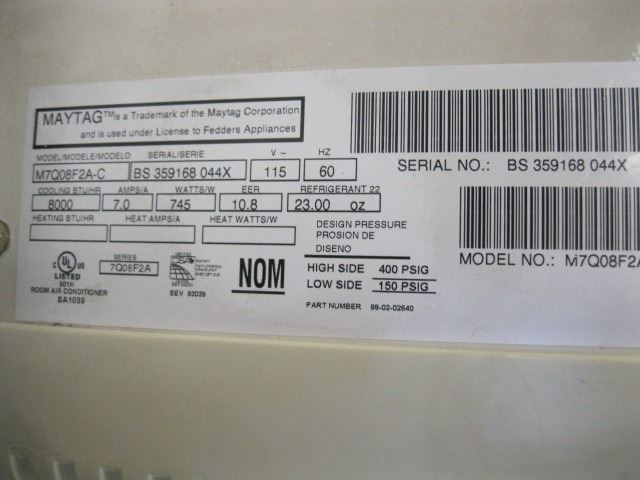 MAYTAG™is a Trademark of the Maytag Corporation
and is used under License to Fedders Appliances
MODEL/MODELE/MODELO SERIAL/SERIE V ~ HZ
M7Q08F2A-C BS 359168 044X 115 60
SERIAL NO.: BS 359168 044X
COOLING BTU/HR AMPS/A WATTS/W EER REFRIGERANT 22
8000 7.0 745 10.8 23.00 oz
HEATING BTU/HR HEAT AMPS/A HEAT WATTS/W
DESIGN PRESSURE
PROSION DE
DISENO
MODEL NO.: M7Q08F2A
C UL US
LISTED
501H
ROOM AIR CONDITIONER
SA1039
SERIES
7Q08F2A
EEV 93039
NOM
HIGH SIDE 400 PSIG
LOW SIDE 150 PSIG
PART NUMBER 88-02-02640